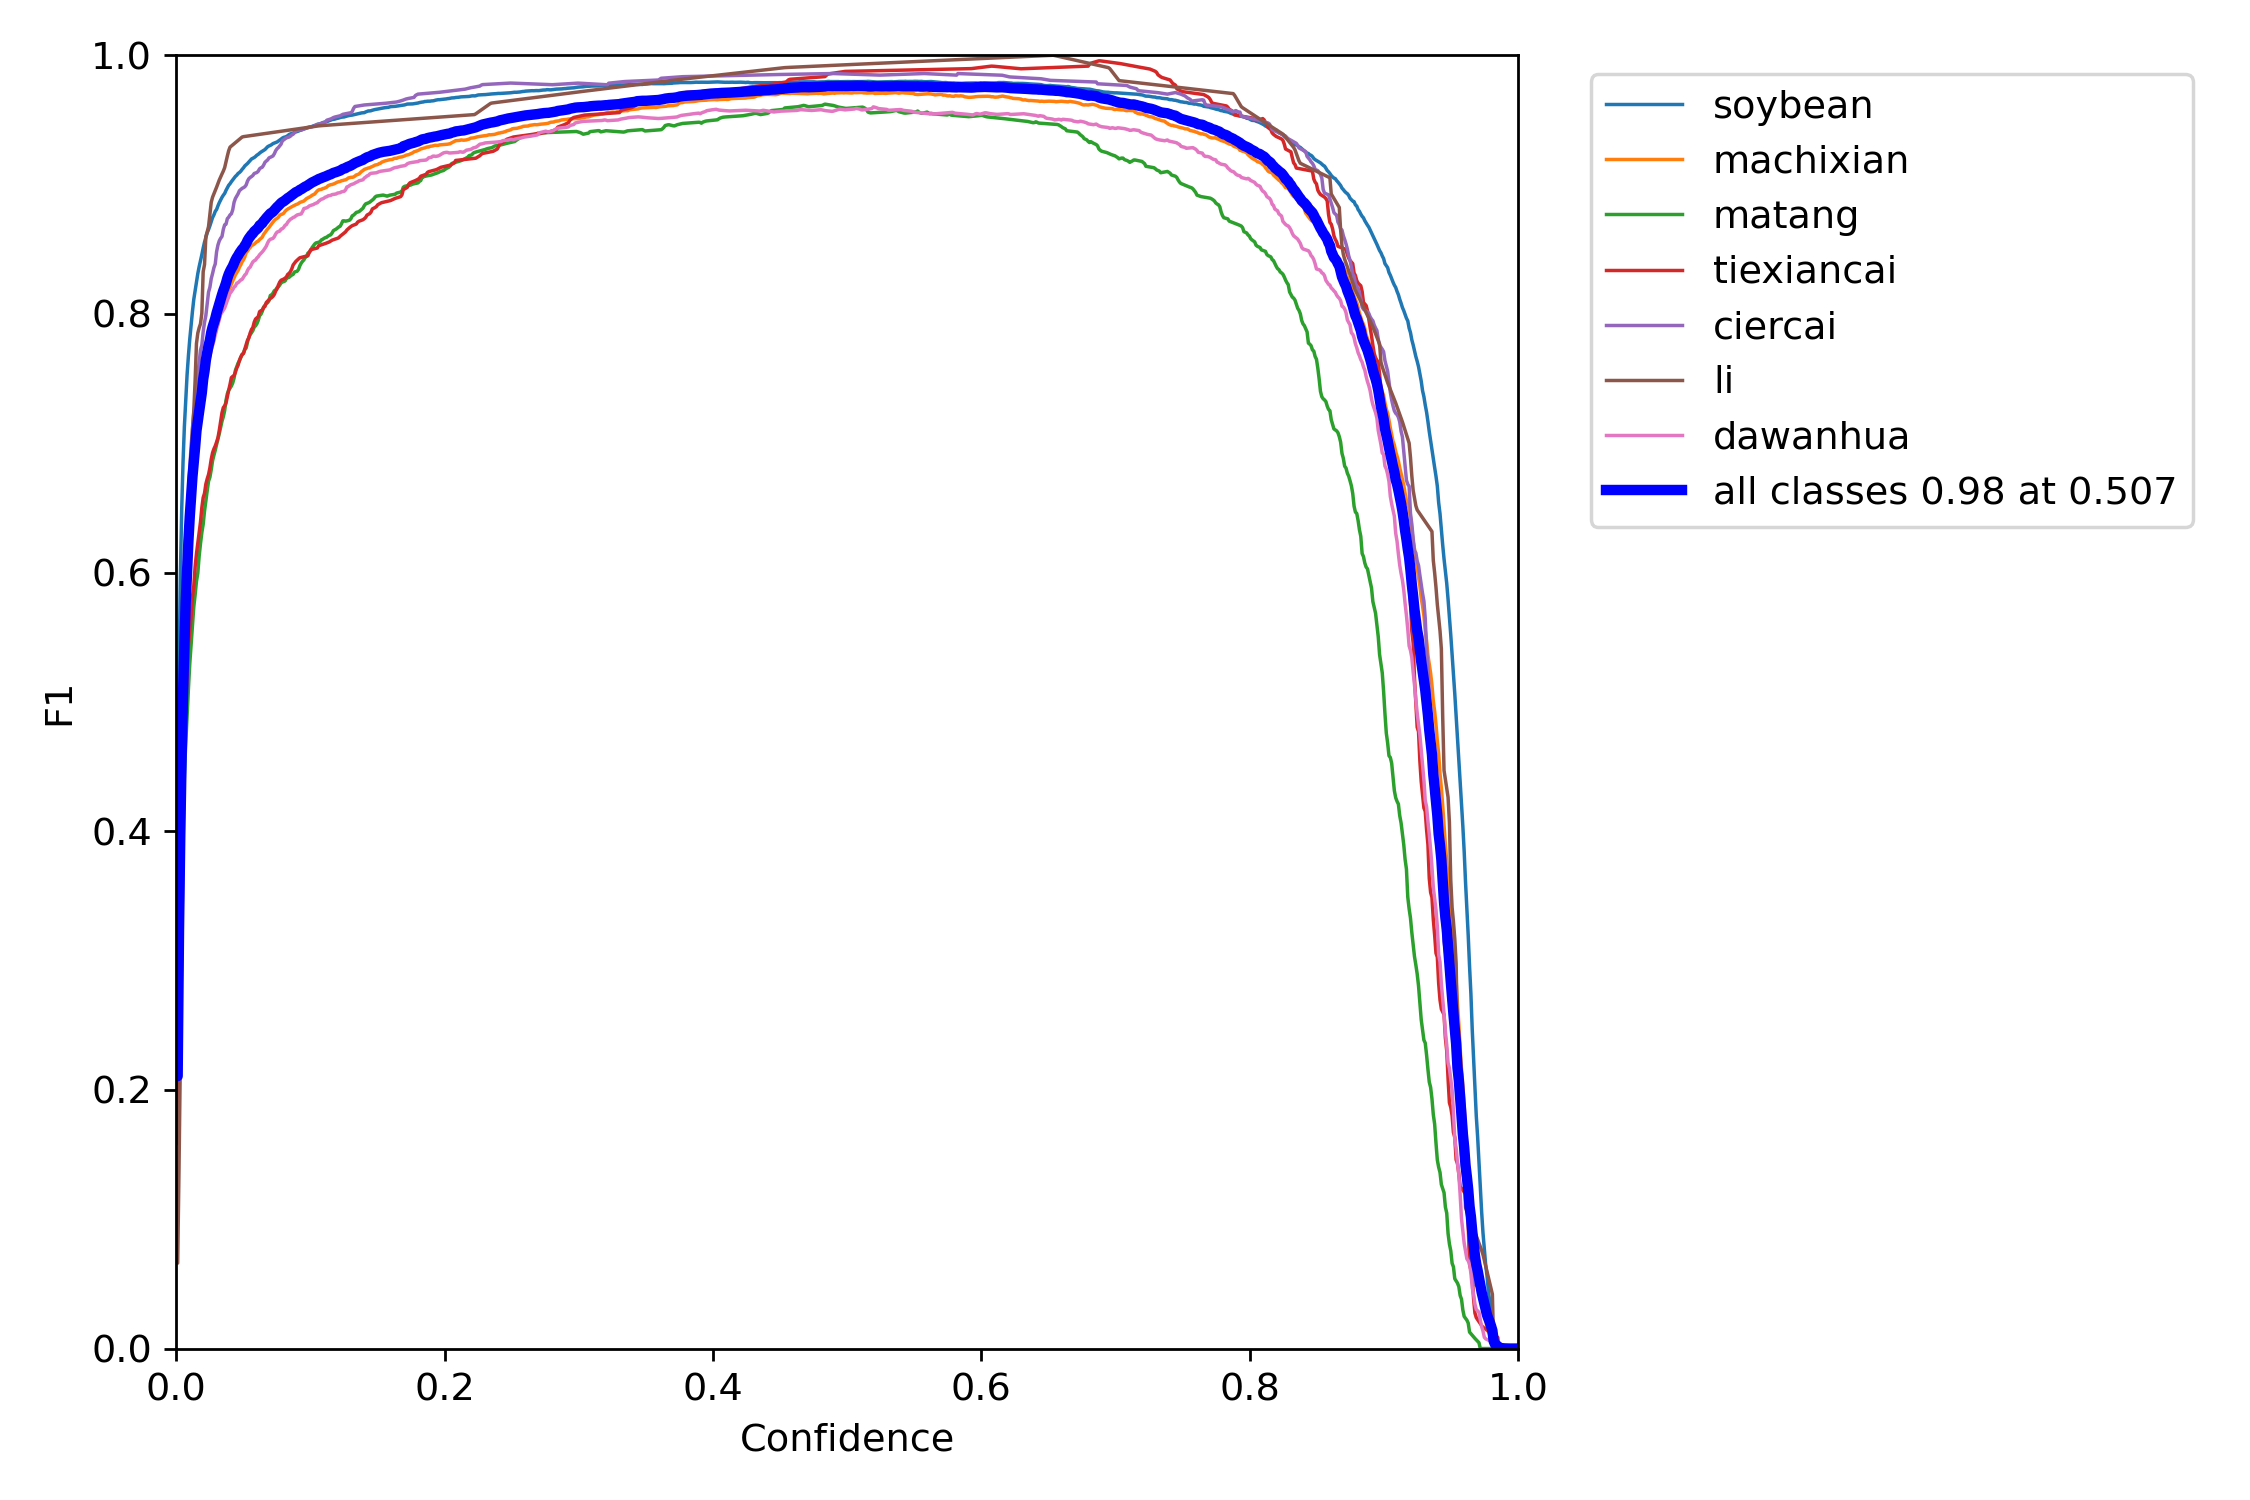 1.0
0.8
0.6
0.4
0.2
0.0
F1
0.0 0.2 0.4 0.6 0.8 1.0
Confidence
soybean
machixian
matang
tiexiancai
ciercai
li
dawanhua
all classes 0.98 at 0.507